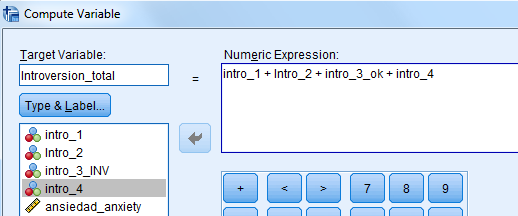 Compute Variable
Target Variable:
Introversion_total
=
Numeric Expression:
intro_1 + Intro_2 + intro_3_ok + intro_4
Type & Label...
intro_1
Intro_2
intro_3_INV
intro_4
ansiedad_anxiety
+ < > 7 8 9